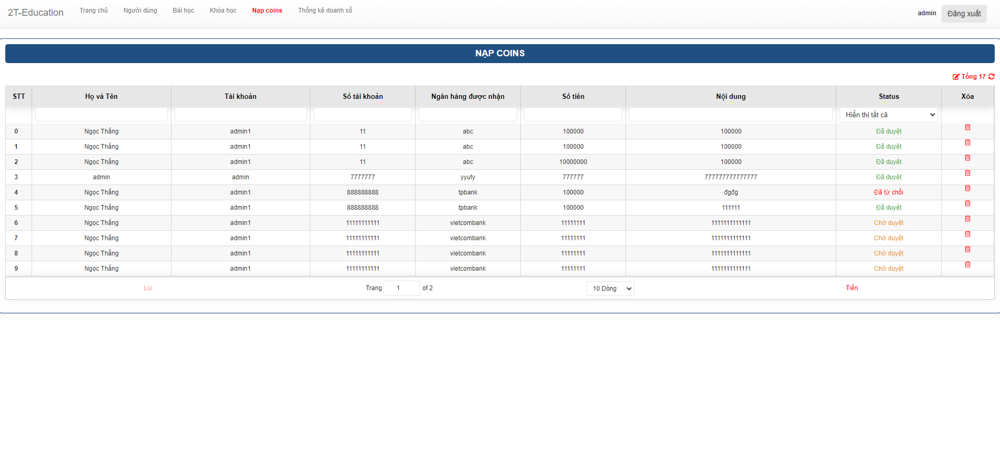 2T-Education Trang chủ Người dùng Bài học Khóa học Nạp coins Thống kê doanh số admin Đăng xuất
NẠP COINS
Tổng 17
STT Họ và Tên Tài khoản Số tài khoản Ngân hàng được nhận Số tiền Nội dung Status Xóa
Hiển thị tất cả
0 Ngọc Thắng admin1 11 abc 100000 100000 Đã duyệt
1 Ngọc Thắng admin1 11 abc 100000 100000 Đã duyệt
2 Ngọc Thắng admin1 11 abc 10000000 100000 Đã duyệt
3 admin admin 7777777 yyuty 777777 777777777777777 Đã duyệt
4 Ngọc Thắng admin1 888888888 tpbank 100000 đgđg Đã từ chối
5 Ngọc Thắng admin1 888888888 tpbank 100000 111111 Đã duyệt
6 Ngọc Thắng admin1 11111111111 vietcombank 11111111 1111111111111 Chờ duyệt
7 Ngọc Thắng admin1 11111111111 vietcombank 11111111 1111111111111 Chờ duyệt
8 Ngọc Thắng admin1 11111111111 vietcombank 11111111 1111111111111 Chờ duyệt
9 Ngọc Thắng admin1 11111111111 vietcombank 11111111 1111111111111 Chờ duyệt
Lùi Trang 1 of 2 10 Dòng Tiến